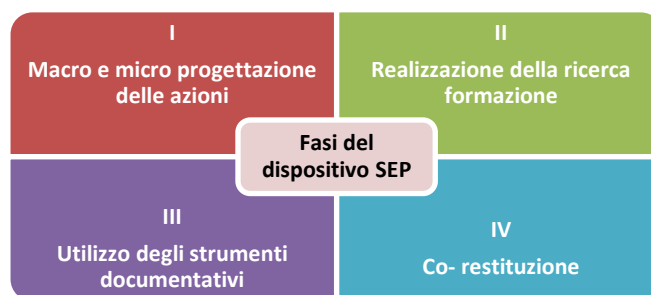 I
Macro e micro progettazione
delle azioni
II
Realizzazione della ricerca
formazione
Fasi del
dispositivo SEP
III
Utilizzo degli strumenti
documentativi
IV
Co- restituzione